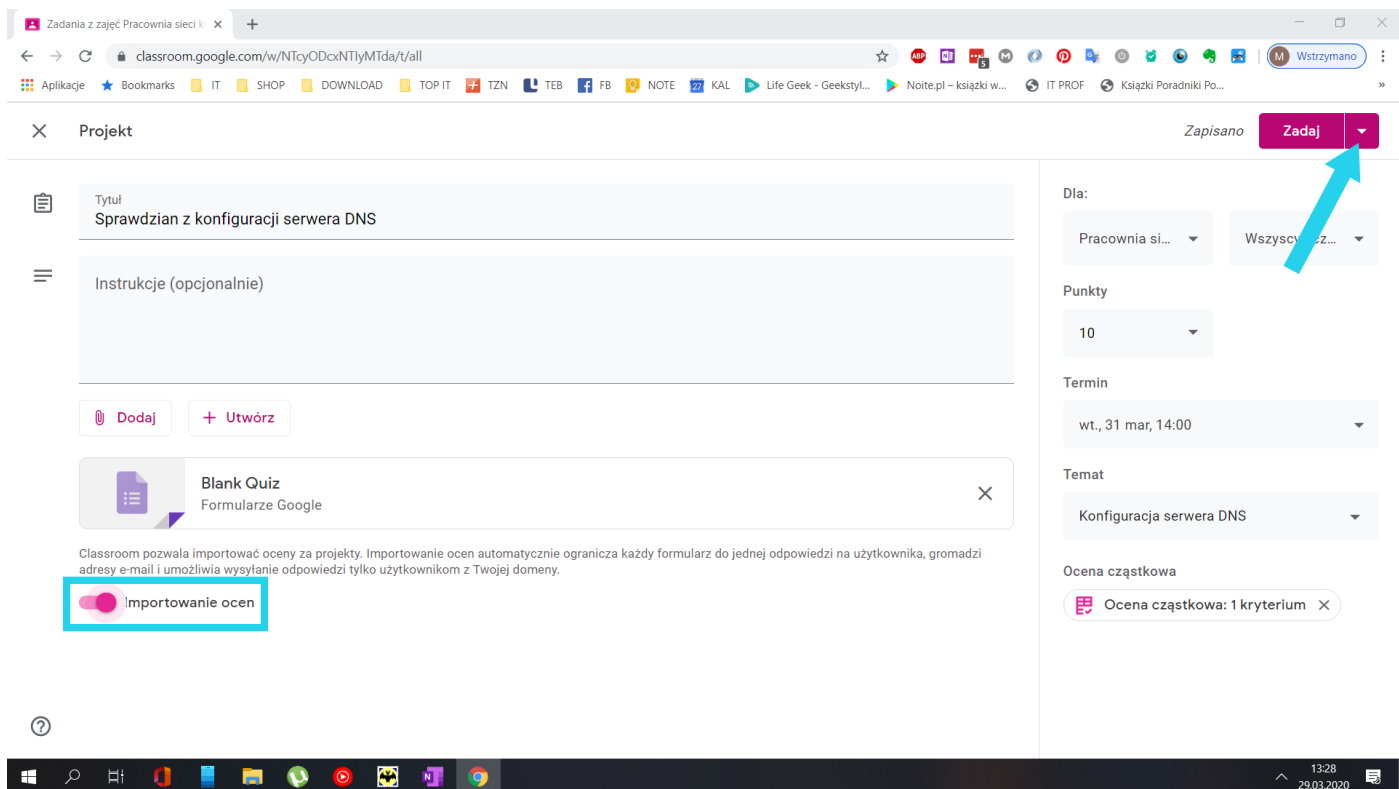 Zadania z zajęć Pracownia sieci k
classroom.google.com/w/NTcyODcxNTIyMTda/t/all
ABP
5
M Wstrzymano
Aplikacje Bookmarks IT SHOP DOWNLOAD TOP IT TZN TEB FB NOTE 27 KAL Life Geek - Geekstyl... Noite.pl – książki w... IT PROF Książki Poradniki Po... »
Projekt
Zapisano
Zadaj
Tytuł
Sprawdzian z konfiguracji serwera DNS
Instrukcje (opcjonalnie)
Dodaj
Utwórz
Blank Quiz
Formularze Google
Classroom pozwala importować oceny za projekty. Importowanie ocen automatycznie ogranicza każdy formularz do jednej odpowiedzi na użytkownika, gromadzi
adresy e-mail i umożliwia wysyłanie odpowiedzi tylko użytkownikom z Twojej domeny.
Importowanie ocen
Dla:
Pracownia si...
Punkty
10
Termin
wt., 31 mar, 14:00
Temat
Konfiguracja serwera DNS
Ocena cząstkowa
Ocena cząstkowa: 1 kryterium
13:28
29.03.2020